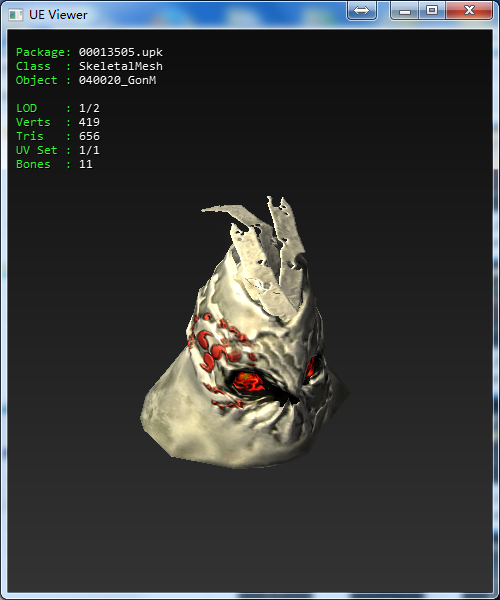 UE Viewer
Package: 00013505.upk
Class : SkeletalMesh
Object : 040020_GonM
LOD : 1/2
Verts : 419
Tris : 656
UV Set : 1/1
Bones : 11